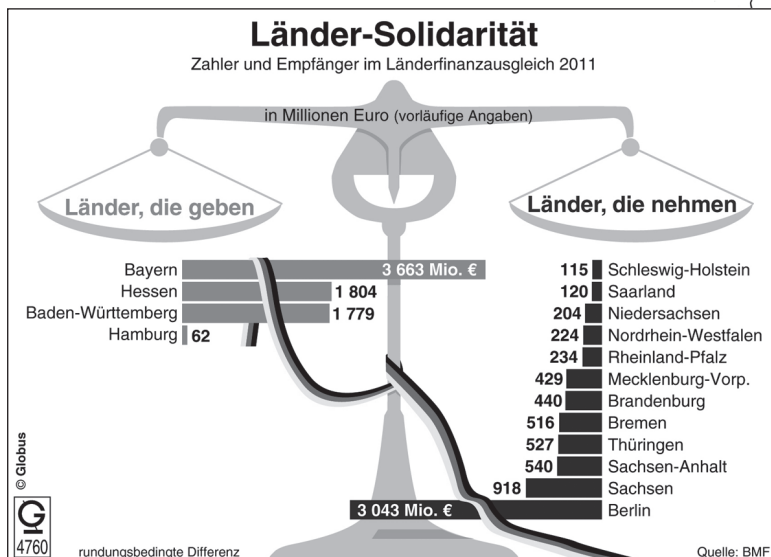 Länder-Solidarität
Zahler und Empfänger im Länderfinanzausgleich 2011
in Millionen Euro (vorläufige Angaben)
Länder, die geben
Länder, die nehmen
Bayern 3 663 Mio. €
Hessen 1 804
Baden-Württemberg 1 779
Hamburg 62
115 Schleswig-Holstein
120 Saarland
204 Niedersachsen
224 Nordrhein-Westfalen
234 Rheinland-Pfalz
429 Mecklenburg-Vorp.
440 Brandenburg
516 Bremen
527 Thüringen
540 Sachsen-Anhalt
918 Sachsen
3 043 Mio. € Berlin
© Globus
G
4760
rundungsbedingte Differenz
Quelle: BMF